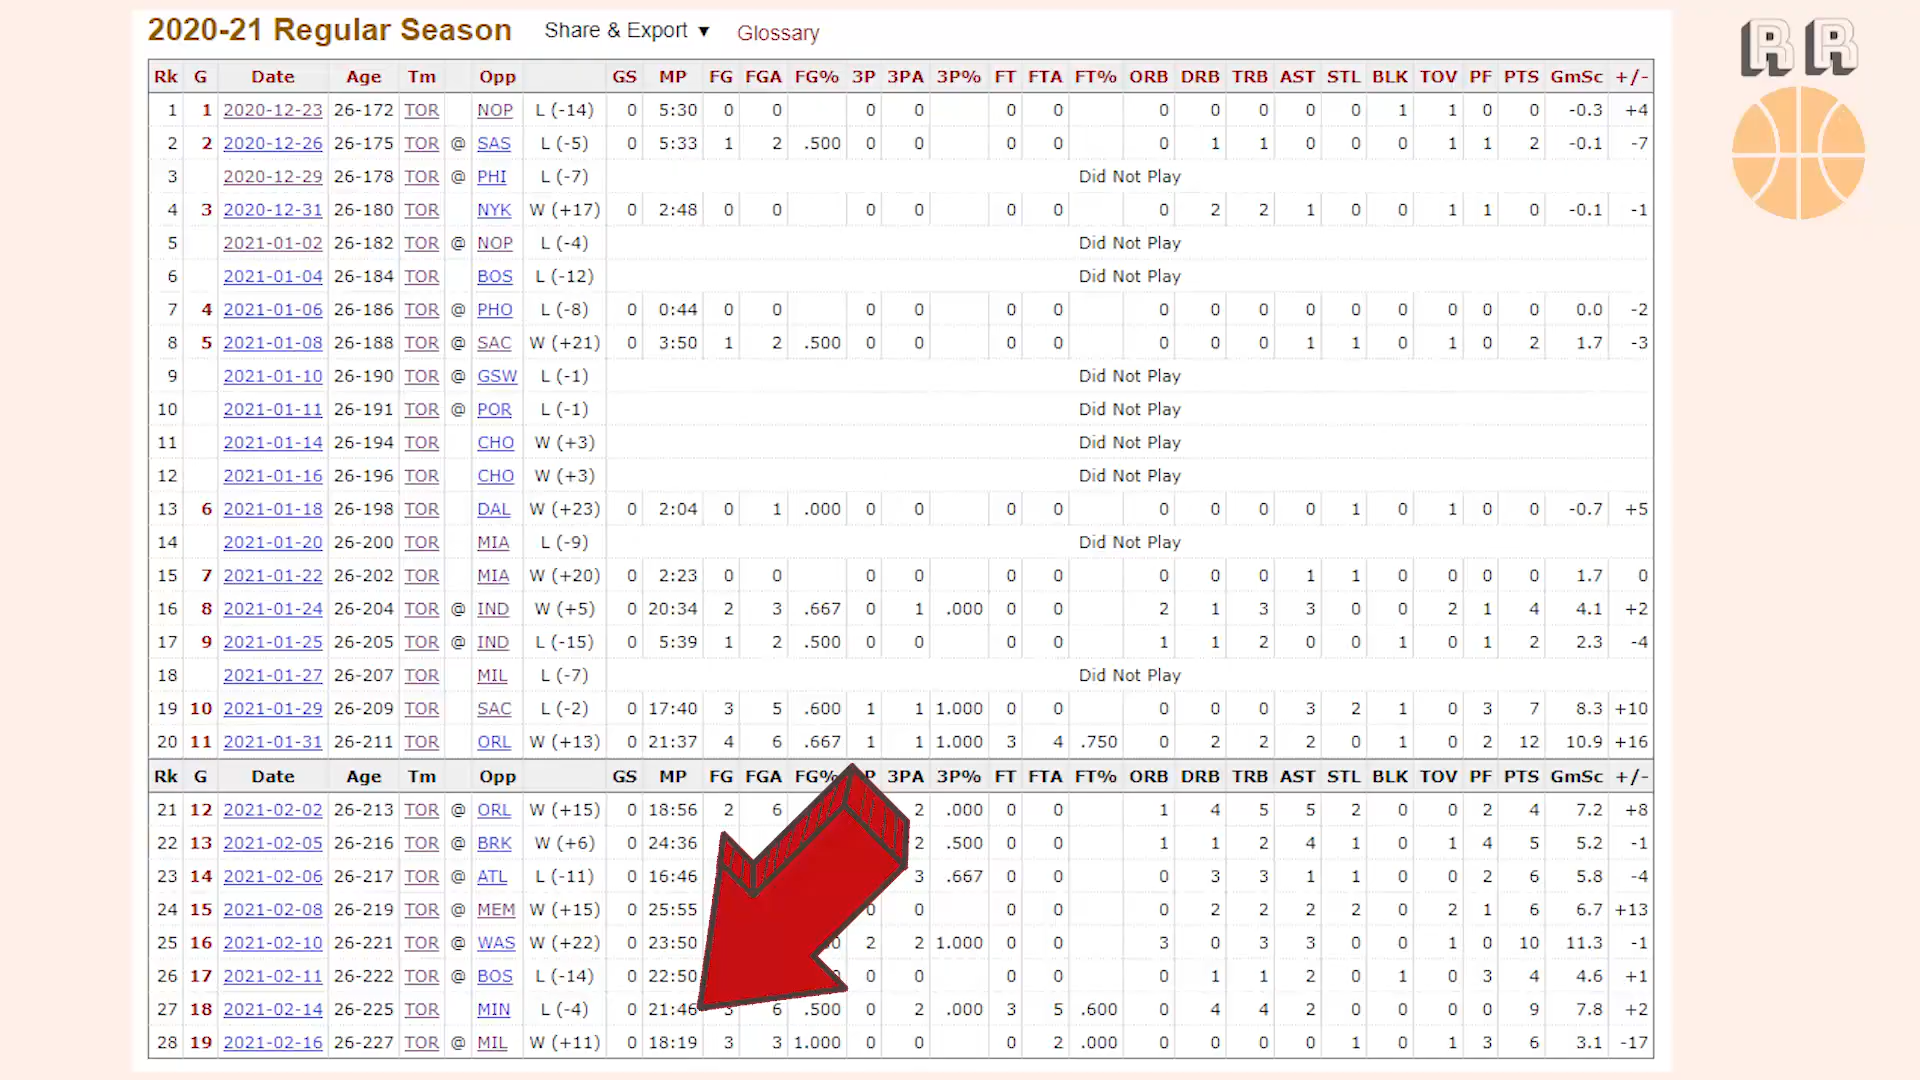 2020-21 Regular Season Share & Export ▼ Glossary
R R
Rk G Date Age Tm Opp GS MP FG FGA FG% 3P 3PA 3P% FT FTA FT% ORB DRB TRB AST STL BLK TOV PF PTS GmSc +/-
1 1 2020-12-23 26-172 TOR NOP L (-14) 0 5:30 0 0 0 0 0 0 0 0 0 0 0 1 1 0 0 -0.3 +4
2 2 2020-12-26 26-175 TOR @ SAS L (-5) 0 5:33 1 2 .500 0 0 0 0 0 1 1 0 0 0 1 1 2 -0.1 -7
3 2020-12-29 26-178 TOR @ PHI L (-7) Did Not Play
4 3 2020-12-31 26-180 TOR NYK W (+17) 0 2:48 0 0 0 0 0 0 0 2 2 1 0 0 1 1 0 -0.1 -1
5 2021-01-02 26-182 TOR @ NOP L (-4) Did Not Play
6 2021-01-04 26-184 TOR BOS L (-12) Did Not Play
7 4 2021-01-06 26-186 TOR @ PHO L (-8) 0 0:44 0 0 0 0 0 0 0 0 0 0 0 0 0 0 0 0.0 -2
8 5 2021-01-08 26-188 TOR @ SAC W (+21) 0 3:50 1 2 .500 0 0 0 0 0 0 0 1 1 0 1 0 2 1.7 -3
9 2021-01-10 26-190 TOR @ GSW L (-1) Did Not Play
10 2021-01-11 26-191 TOR @ POR L (-1) Did Not Play
11 2021-01-14 26-194 TOR CHO W (+3) Did Not Play
12 2021-01-16 26-196 TOR CHO W (+3) Did Not Play
13 6 2021-01-18 26-198 TOR DAL W (+23) 0 2:04 0 1 .000 0 0 0 0 0 0 0 0 1 0 1 0 0 -0.7 +5
14 2021-01-20 26-200 TOR MIA L (-9) Did Not Play
15 7 2021-01-22 26-202 TOR MIA W (+20) 0 2:23 0 0 0 0 0 0 0 0 0 1 1 0 0 0 0 1.7 0
16 8 2021-01-24 26-204 TOR @ IND W (+5) 0 20:34 2 3 .667 0 1 .000 0 0 2 1 3 3 0 0 2 1 4 4.1 +2
17 9 2021-01-25 26-205 TOR @ IND L (-15) 0 5:39 1 2 .500 0 0 0 0 1 1 2 0 0 1 0 1 2 2.3 -4
18 2021-01-27 26-207 TOR MIL L (-7) Did Not Play
19 10 2021-01-29 26-209 TOR SAC L (-2) 0 17:40 3 5 .600 1 1 1.000 0 0 0 0 0 3 2 1 0 3 7 8.3 +10
20 11 2021-01-31 26-211 TOR ORL W (+13) 0 21:37 4 6 .667 1 1 1.000 3 4 .750 0 2 2 2 0 1 0 2 12 10.9 +16
Rk G Date Age Tm Opp GS MP FG FGA FG% 3PA 3P% FT FTA FT% ORB DRB TRB AST STL BLK TOV PF PTS GmSc +/-
21 12 2021-02-02 26-213 TOR @ ORL W (+15) 0 18:56 2 6 2 .000 0 0 1 4 5 5 2 0 0 2 4 7.2 +8
22 13 2021-02-05 26-216 TOR @ BRK W (+6) 0 24:36 2 .500 0 0 1 1 2 4 1 0 1 4 5 5.2 -1
23 14 2021-02-06 26-217 TOR @ ATL L (-11) 0 16:46 3 .667 0 0 0 3 3 1 1 0 0 2 6 5.8 -4
24 15 2021-02-08 26-219 TOR @ MEM W (+15) 0 25:55 0 0 0 0 2 2 2 2 0 2 1 6 6.7 +13
25 16 2021-02-10 26-221 TOR @ WAS W (+22) 0 23:50 2 2 1.000 0 0 3 0 3 3 0 0 1 0 10 11.3 -1
26 17 2021-02-11 26-222 TOR @ BOS L (-14) 0 22:50 0 0 0 0 0 1 1 2 0 1 0 3 4 4.6 +1
27 18 2021-02-14 26-225 TOR MIN L (-4) 0 21:46 6 .500 0 2 .000 3 5 .600 0 4 4 2 0 0 0 0 9 7.8 +2
28 19 2021-02-16 26-227 TOR @ MIL W (+11) 0 18:19 3 3 1.000 0 0 0 2 .000 0 0 0 0 1 0 1 3 6 3.1 -17